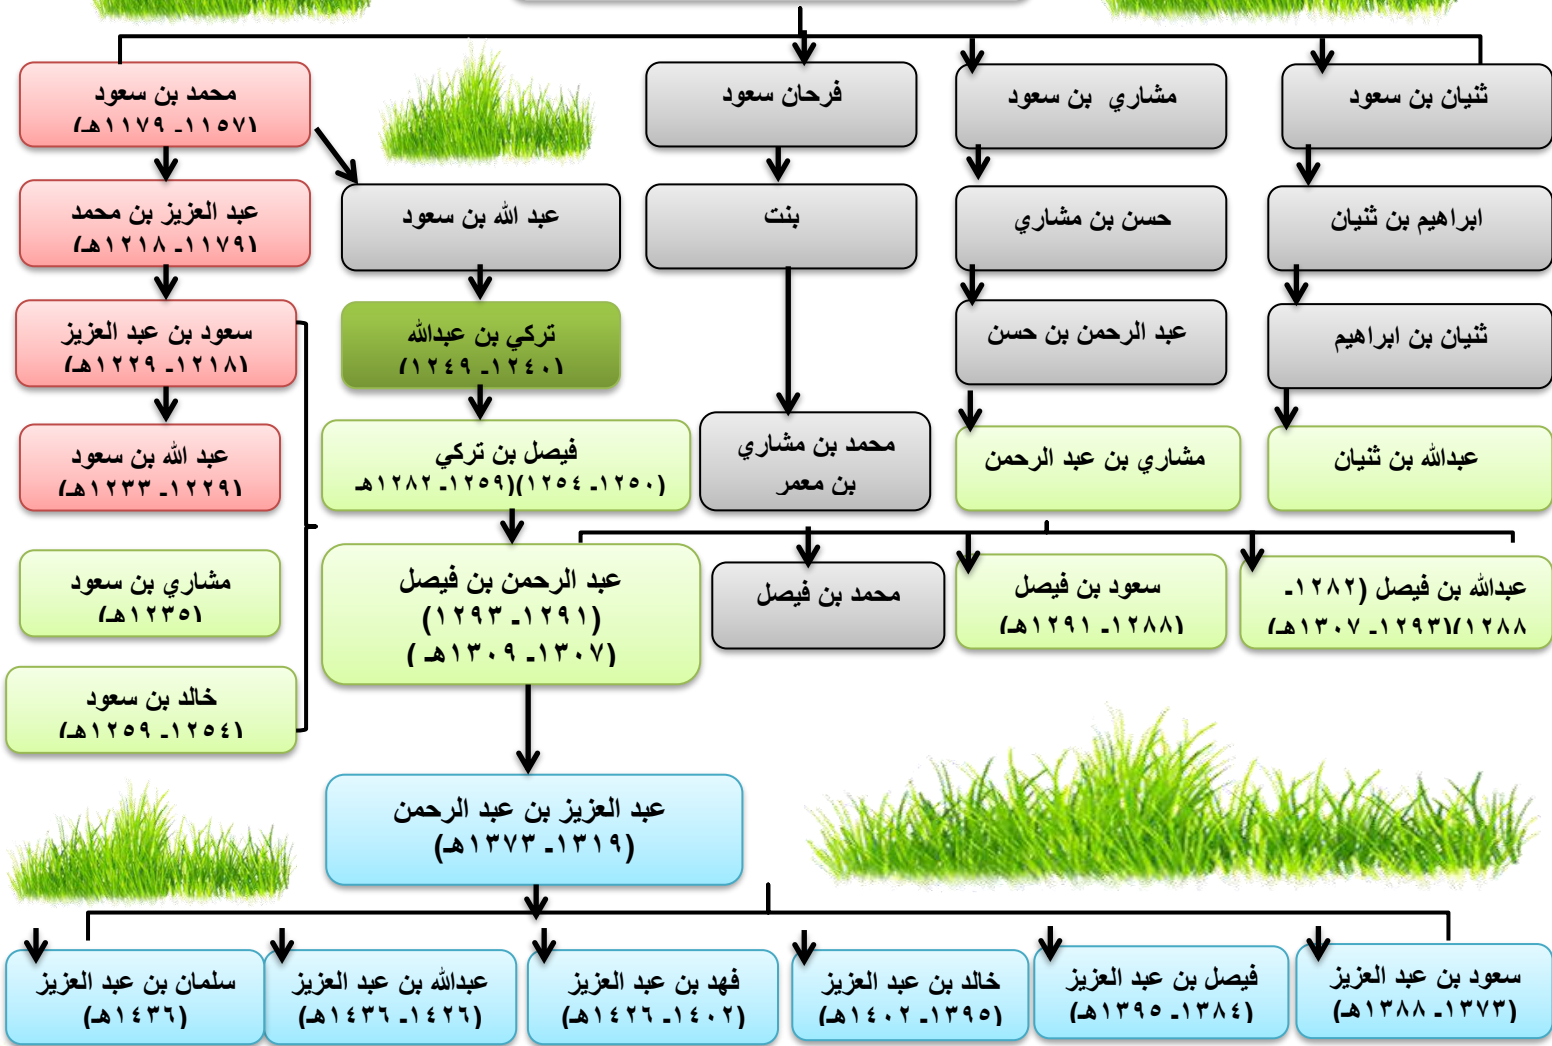 ثنيان بن سعود
مشاري بن سعود
فرحان سعود
محمد بن سعود
(١١٥٧ـ ١١٧٩هـ)
ابراهيم بن ثنيان
حسن بن مشاري
بنت
عبد الله بن سعود
عبد العزيز بن محمد
(١١٧٩ـ ١٢١٨هـ)
ثنيان بن ابراهيم
عبد الرحمن بن حسن
تركي بن عبدالله
(١٢٤٠ـ ١٢٤٩)
سعود بن عبد العزيز
(١٢١٨ـ ١٢٢٩هـ)
عبدالله بن ثنيان
مشاري بن عبد الرحمن
محمد بن مشاري
بن معمر
فيصل بن تركي
(١٢٥٠ـ ١٢٥٤)(١٢٥٩ـ ١٢٨٢هـ
عبد الله بن سعود
(١٢٢٩ـ ١٢٣٣هـ)
عبدالله بن فيصل (١٢٨٢ـ
١٢٨٨)(١٢٩٣ـ ١٣٠٧هـ)
سعود بن فيصل
(١٢٨٨ـ ١٢٩١هـ)
محمد بن فيصل
عبد الرحمن بن فيصل
(١٢٩١ـ ١٢٩٣)
(١٣٠٧ـ ١٣٠٩هـ )
مشاري بن سعود
(١٢٣٥هـ)
خالد بن سعود
(١٢٥٤ـ ١٢٥٩هـ)
عبد العزيز بن عبد الرحمن
(١٣١٩ـ ١٣٧٣هـ)
سعود بن عبد العزيز
(١٣٧٣ـ ١٣٨٨هـ)
فيصل بن عبد العزيز
(١٣٨٤ـ ١٣٩٥هـ)
خالد بن عبد العزيز
(١٣٩٥ـ ١٤٠٢هـ)
فهد بن عبد العزيز
(١٤٠٢ـ ١٤٢٦هـ)
عبدالله بن عبد العزيز
(١٤٢٦ـ ١٤٣٦هـ)
سلمان بن عبد العزيز
(١٤٣٦هـ)